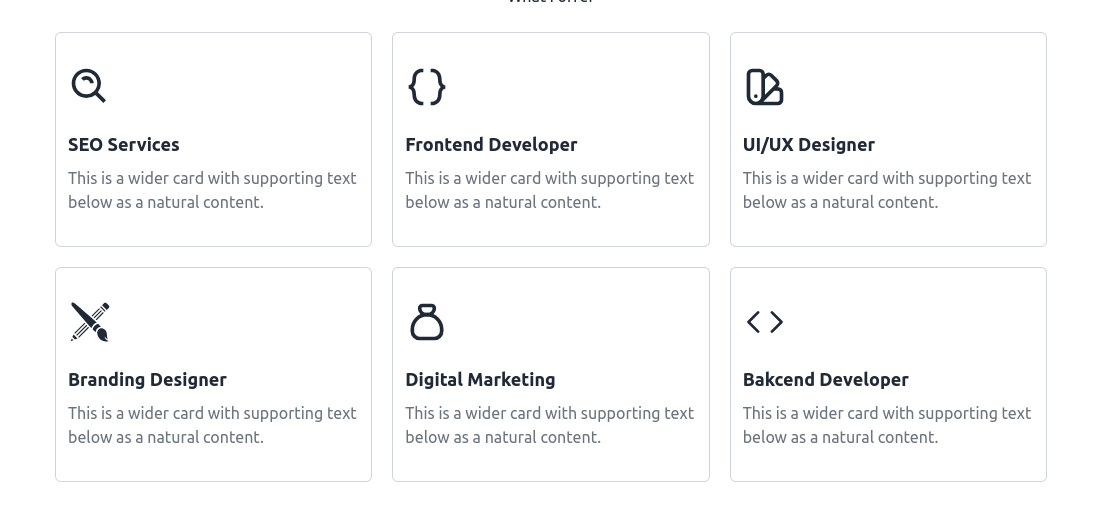 SEO Services
This is a wider card with supporting text
below as a natural content.
Frontend Developer
This is a wider card with supporting text
below as a natural content.
UI/UX Designer
This is a wider card with supporting text
below as a natural content.
Branding Designer
This is a wider card with supporting text
below as a natural content.
Digital Marketing
This is a wider card with supporting text
below as a natural content.
Bakcend Developer
This is a wider card with supporting text
below as a natural content.